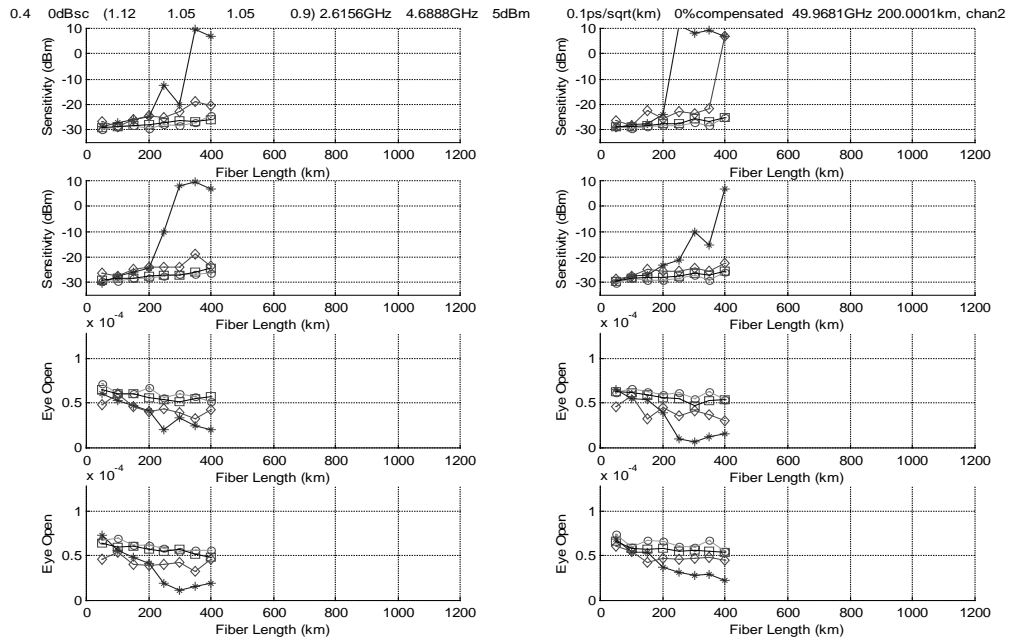 0.4 0dBsc (1.12 1.05 1.05 0.9) 2.6156GHz 4.6888GHz 5dBm 0.1ps/sqrt(km) 0%compensated 49.9681GHz 200.0001km, chan2
Sensitivity (dBm)
10
0
-10
-20
-30
0 200 400 600 800 1000 1200
Fiber Length (km)
Sensitivity (dBm)
10
0
-10
-20
-30
0 200 400 600 800 1000 1200
Fiber Length (km)
Sensitivity (dBm)
10
0
-10
-20
-30
0 200 400 600 800 1000 1200
Fiber Length (km)
Sensitivity (dBm)
10
0
-10
-20
-30
0 200 400 600 800 1000 1200
Fiber Length (km)
x 10^-4
Eye Open
1
0.5
0
0 200 400 600 800 1000 1200
Fiber Length (km)
x 10^-4
Eye Open
1
0.5
0
0 200 400 600 800 1000 1200
Fiber Length (km)
x 10^-4
Eye Open
1
0.5
0
0 200 400 600 800 1000 1200
Fiber Length (km)
x 10^-4
Eye Open
1
0.5
0
0 200 400 600 800 1000 1200
Fiber Length (km)